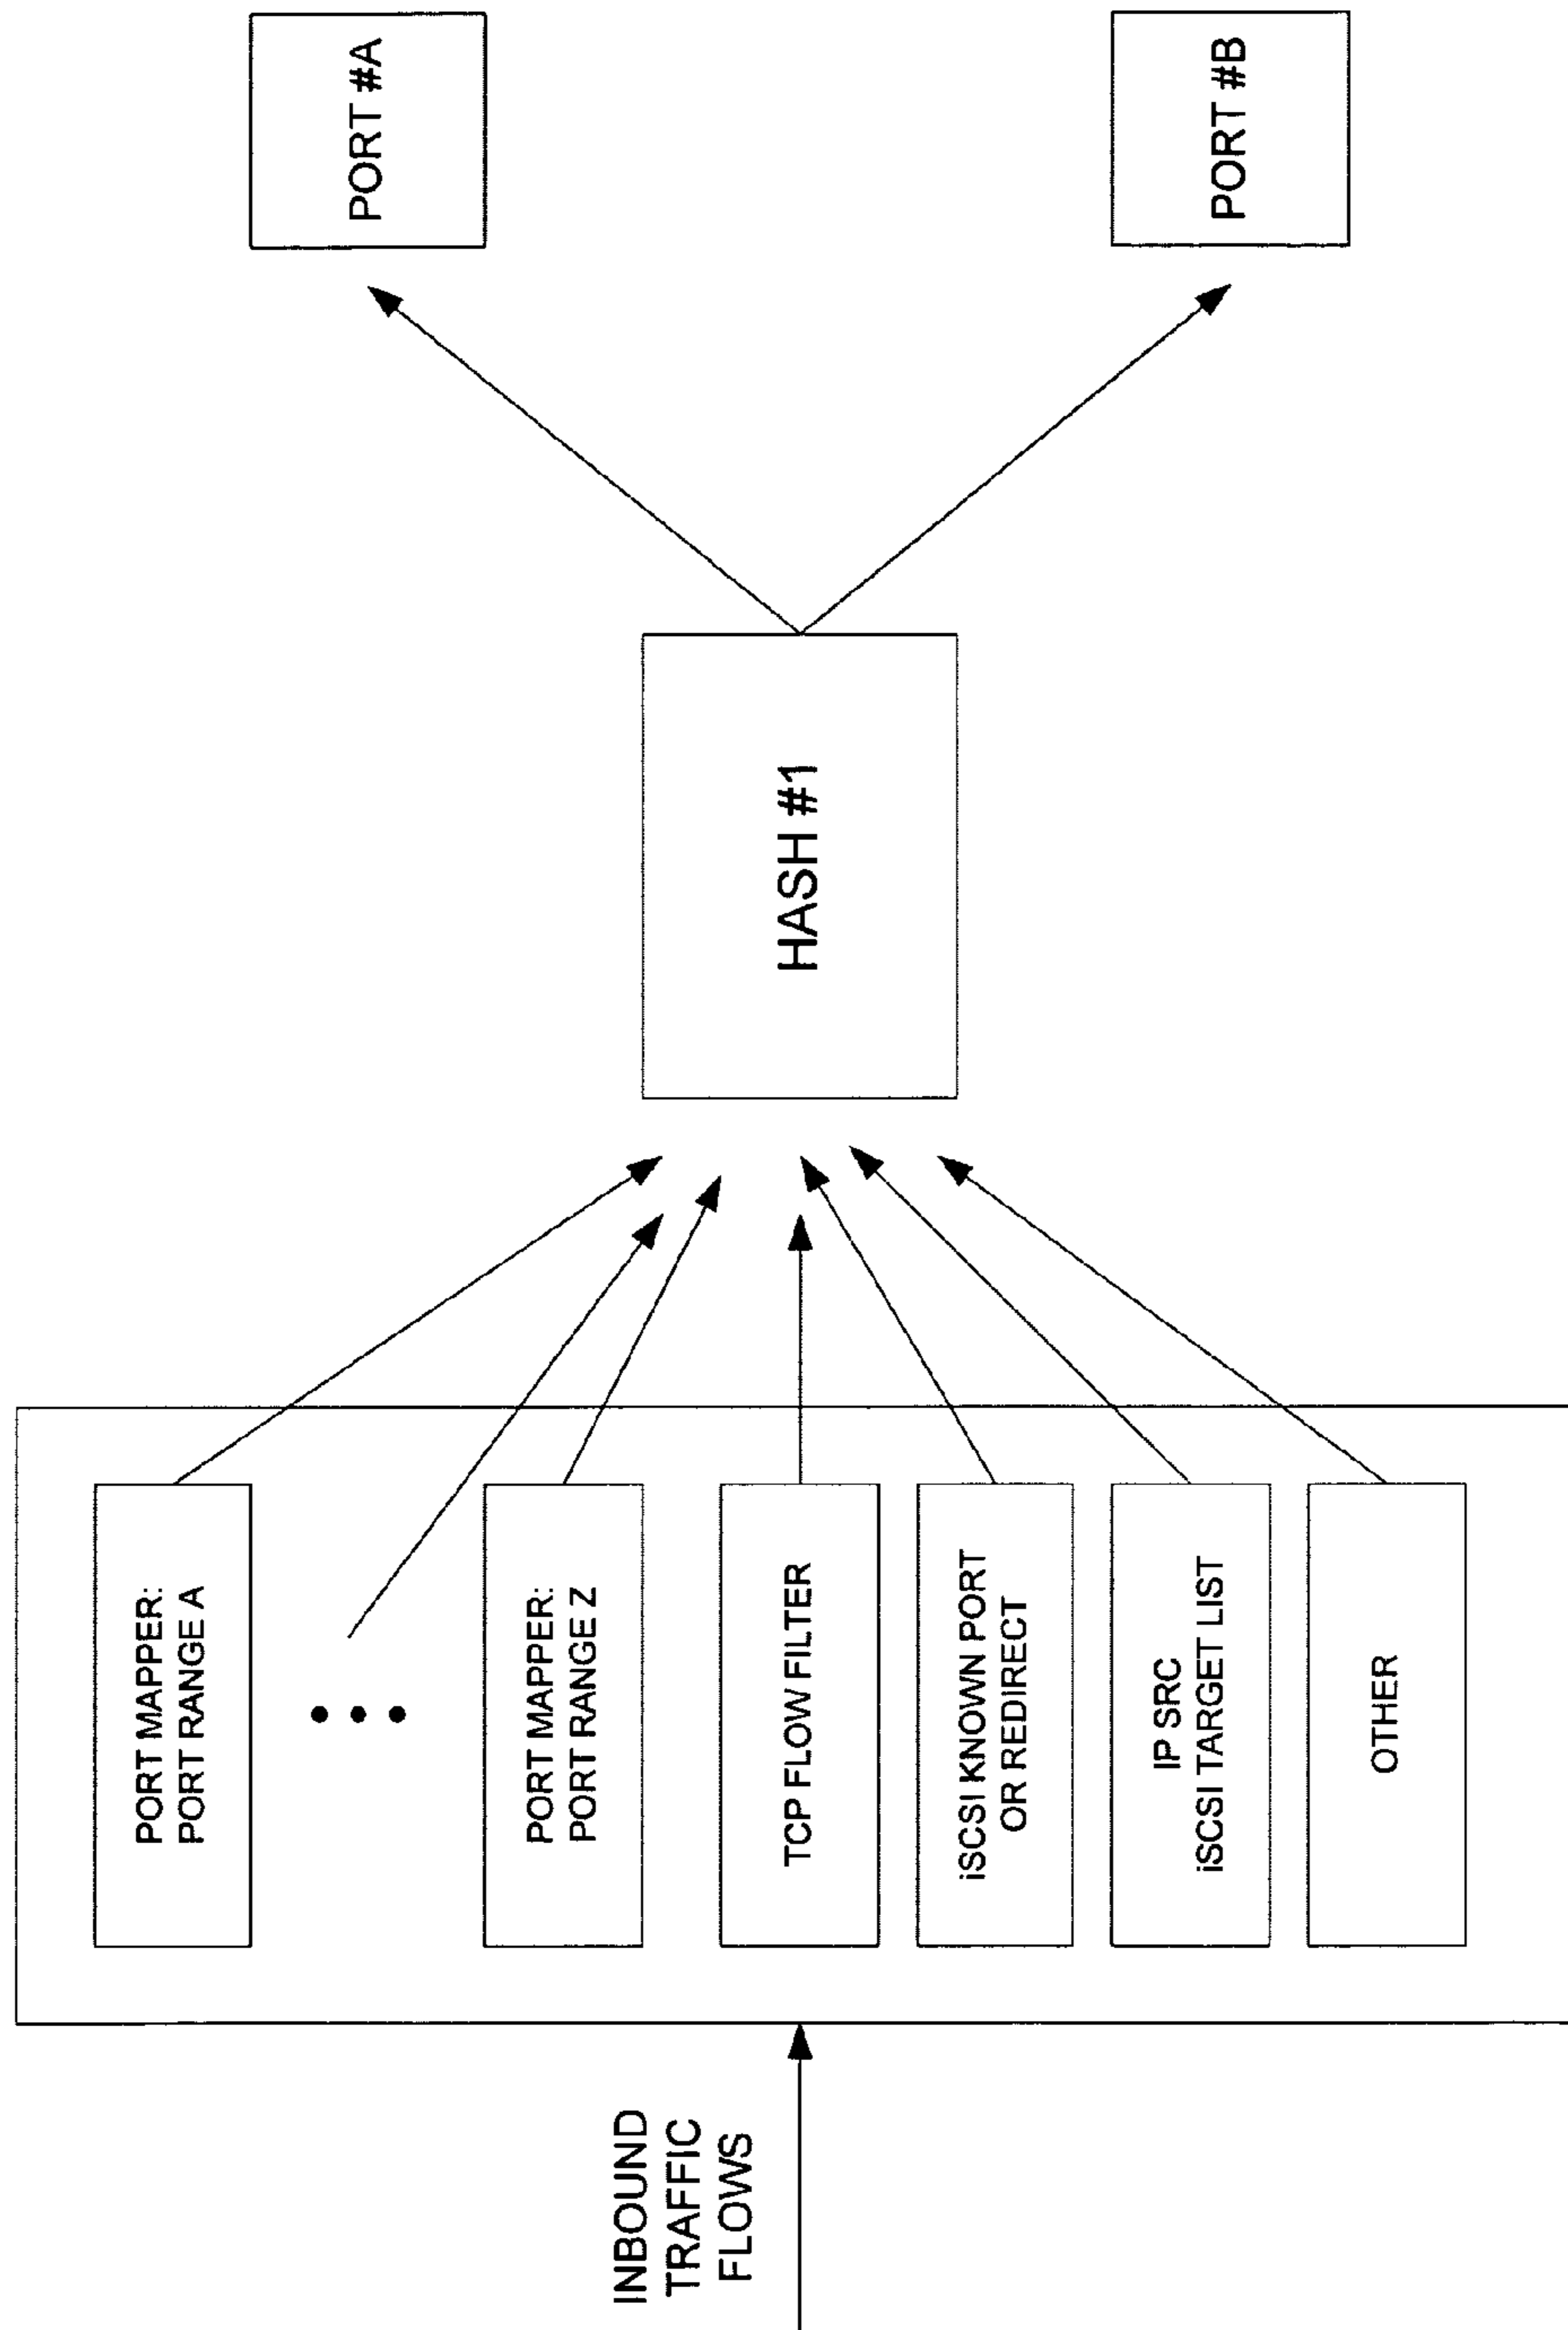 INBOUND
TRAFFIC
FLOWS
PORT MAPPER:
PORT RANGE A
PORT MAPPER:
PORT RANGE Z
TCP FLOW FILTER
iSCSI KNOWN PORT
OR REDIRECT
IP SRC
iSCSI TARGET LIST
OTHER
HASH #1
PORT #A
PORT #B